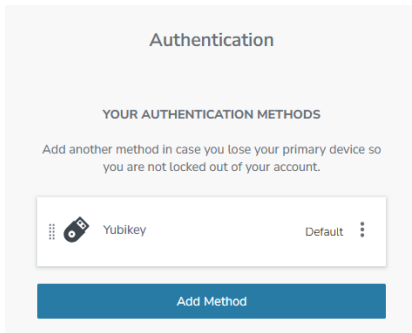 Authentication
YOUR AUTHENTICATION METHODS
Add another method in case you lose your primary device so
you are not locked out of your account.
Yubikey Default
Add Method